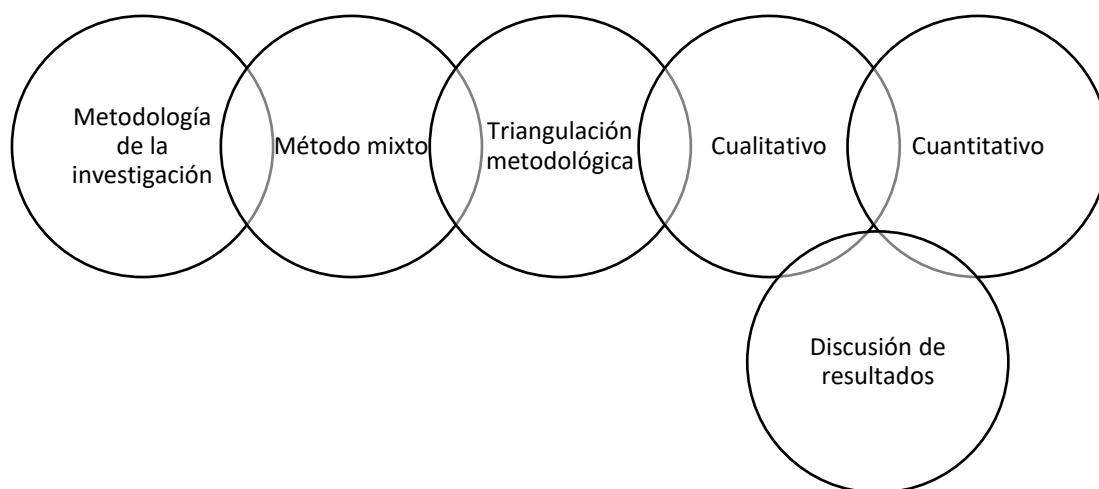 Metodología
de la
investigación
Método mixto
Triangulación
metodológica
Cualitativo
Cuantitativo
Discusión de
resultados